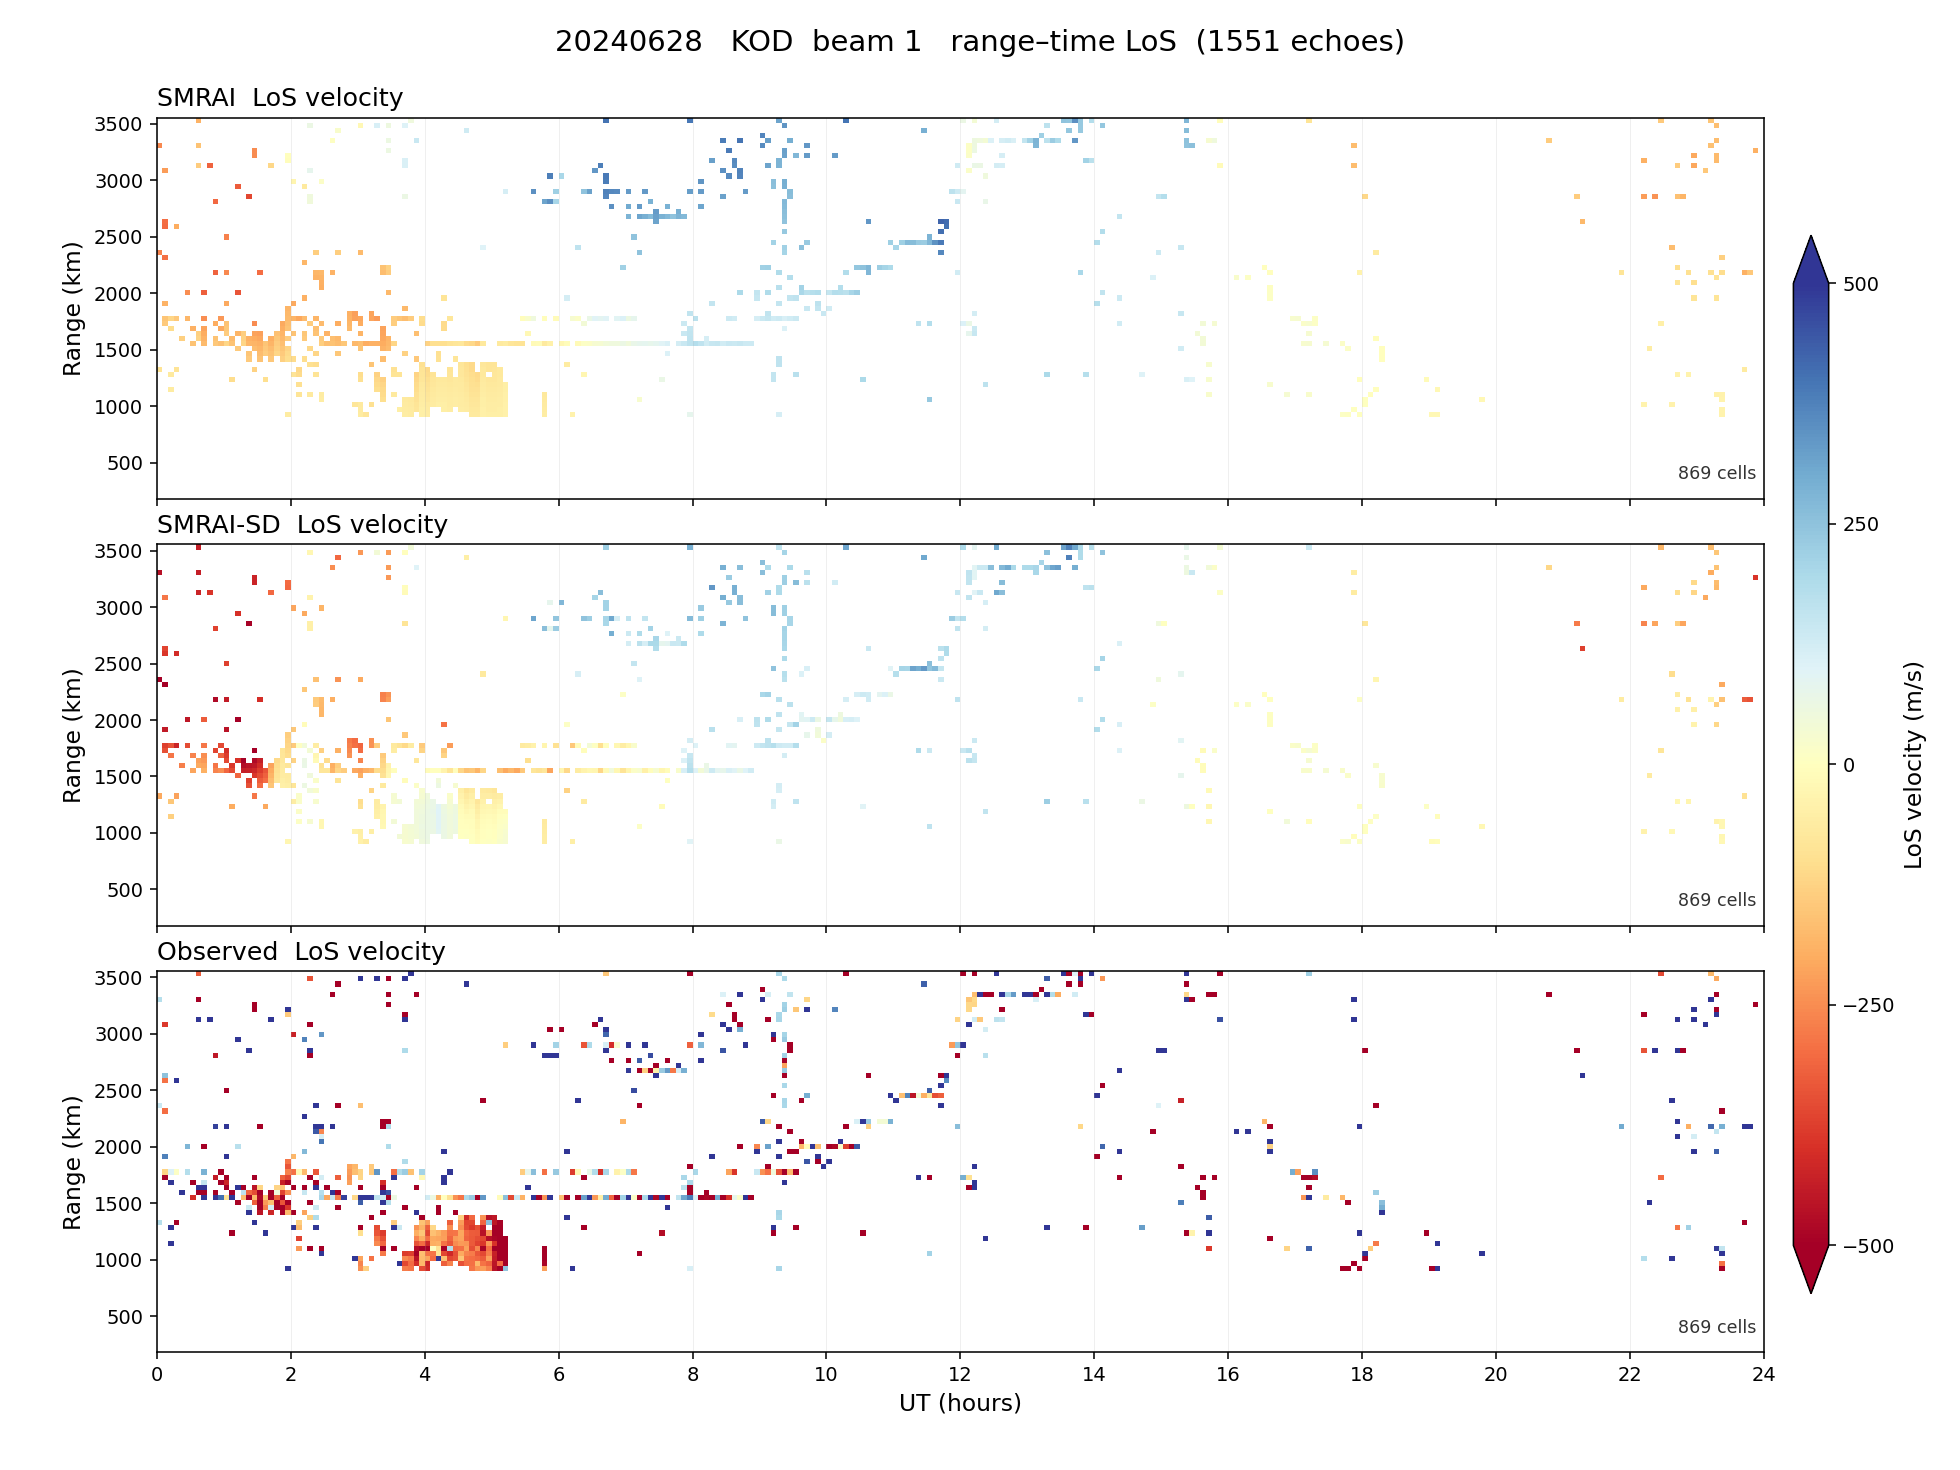 20240628   KOD  beam 1   range–time LoS  (1551 echoes)
SMRAI  LoS velocity
3500
3000
2500
2000
1500
1000
500
Range (km)
869 cells
SMRAI-SD  LoS velocity
3500
3000
2500
2000
1500
1000
500
Range (km)
869 cells
Observed  LoS velocity
3500
3000
2500
2000
1500
1000
500
Range (km)
869 cells
0 2 4 6 8 10 12 14 16 18 20 22 24
UT (hours)
500
250
0
−250
−500
LoS velocity (m/s)